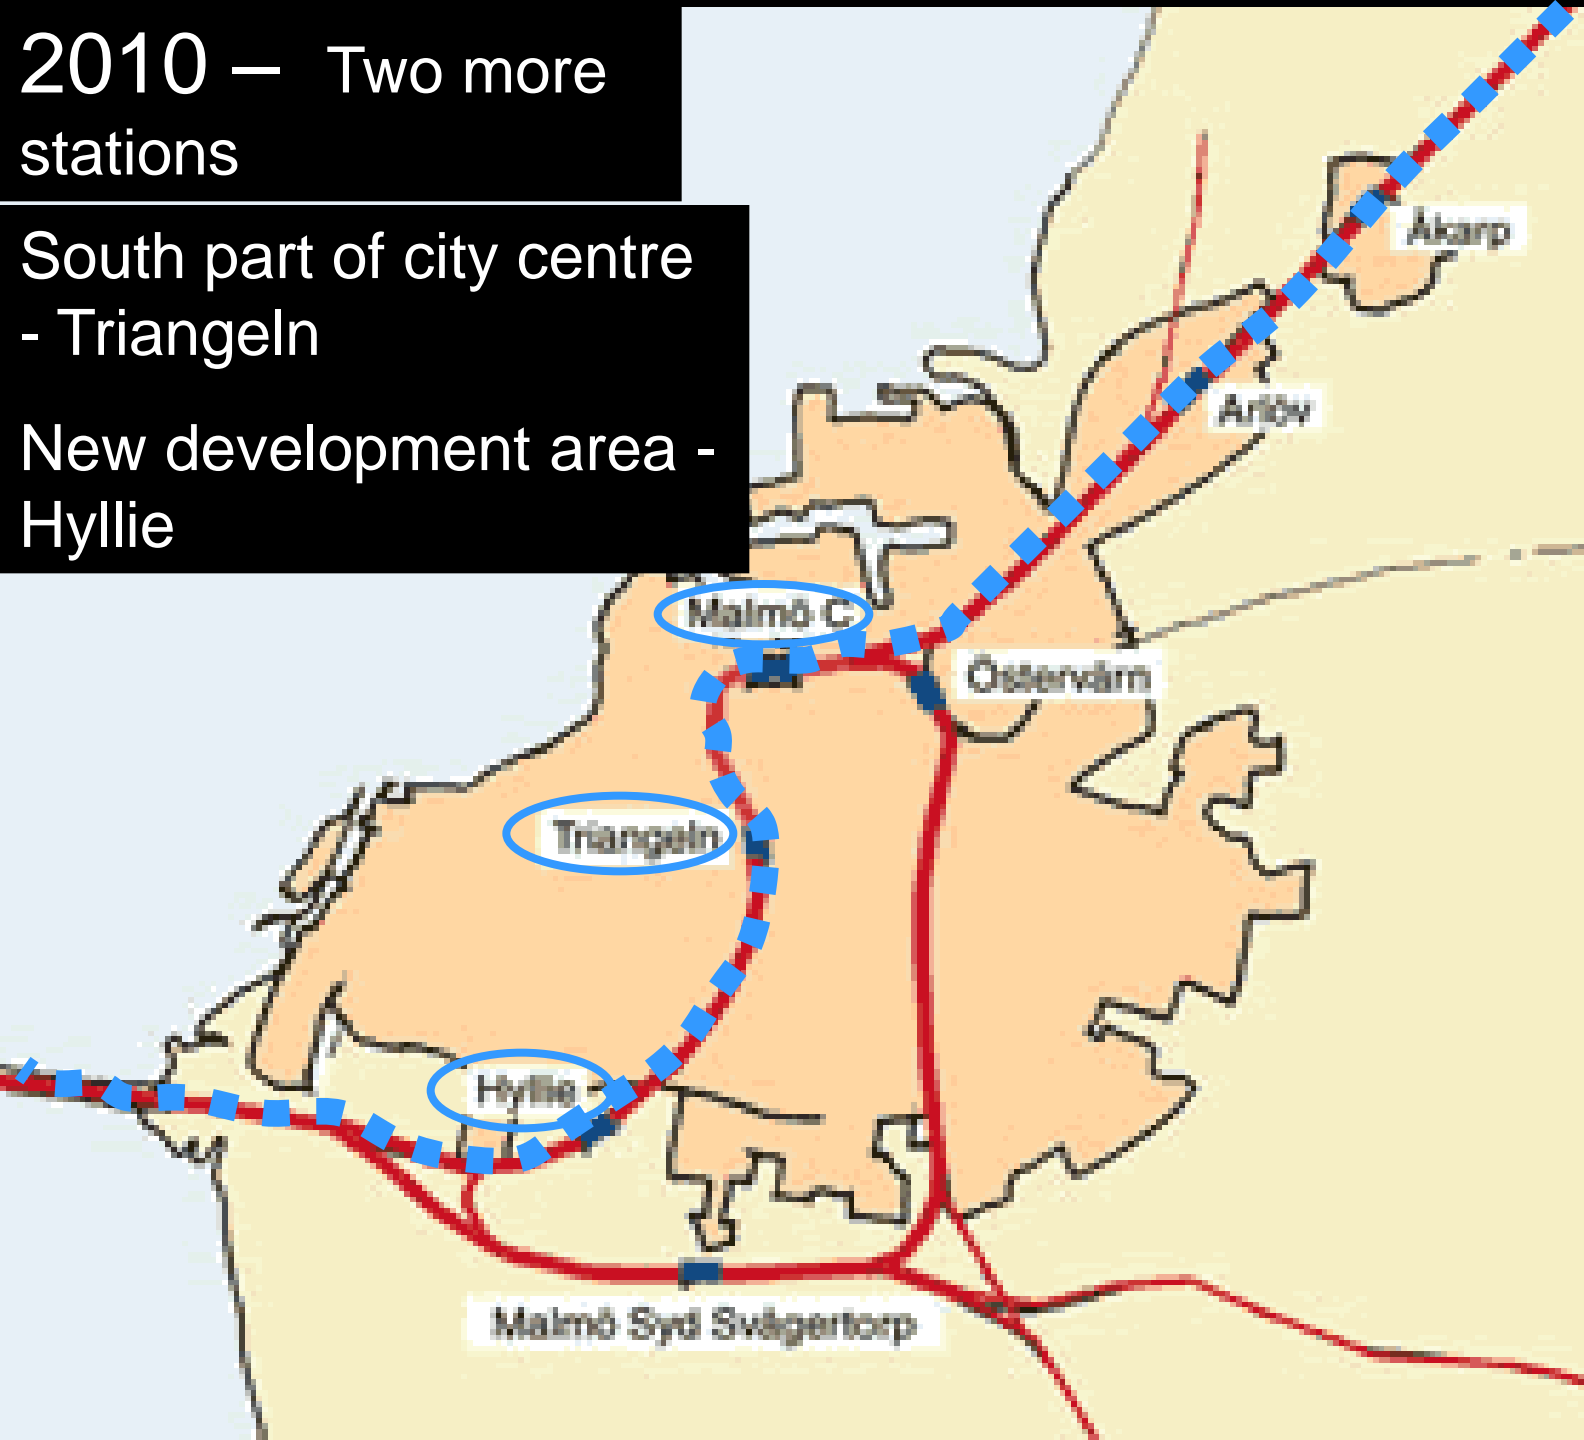 2010 – Two more
stations
South part of city centre
- Triangeln
New development area -
Hyllie
Åkarp
Arlöv
Malmö C
Östervärn
Triangeln
Hyllie
Malmö Syd Svågertorp